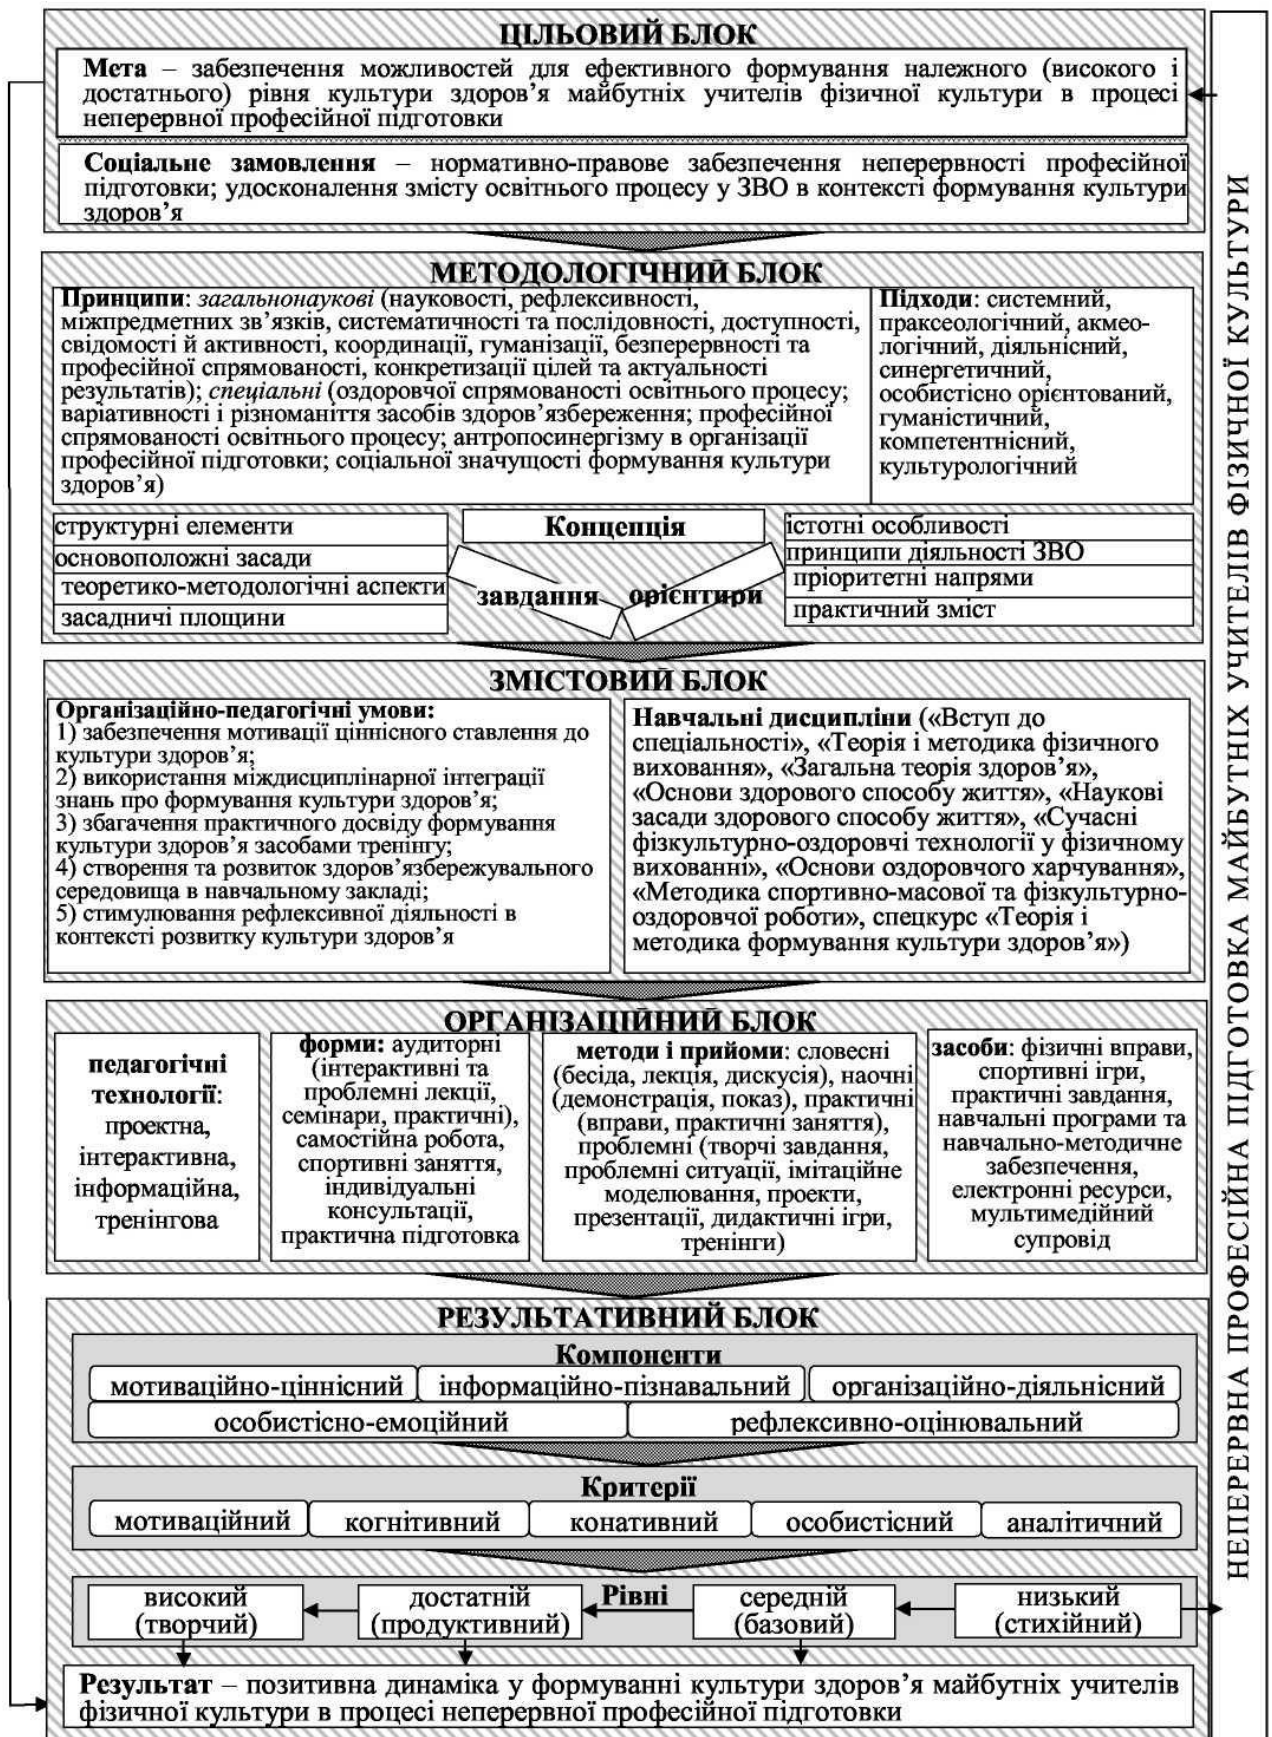 ЦІЛЬОВИЙ БЛОК
Мета – забезпечення можливостей для ефективного формування належного (високого і
достатнього) рівня культури здоров’я майбутніх учителів фізичної культури в процесі
неперервної професійної підготовки
Соціальне замовлення – нормативно-правове забезпечення неперервності професійної
підготовки; удосконалення змісту освітнього процесу у ЗВО в контексті формування культури
здоров’я
МЕТОДОЛОГІЧНИЙ БЛОК
Принципи: загальнонаукові (науковості, рефлексивності,
міжпредметних зв’язків, систематичності та послідовності, доступності,
свідомості й активності, координації, гуманізації, безперервності та
професійної спрямованості, конкретизації цілей та актуальності
результатів); спеціальні (оздоровчої спрямованості освітнього процесу;
варіативності і різноманіття засобів здоров’язбереження; професійної
спрямованості освітнього процесу; антропосинергізму в організації
професійної підготовки; соціальної значущості формування культури
здоров’я)
Підходи: системний,
праксеологічний, акмео-
логічний, діяльнісний,
синергетичний,
особистісно орієнтований,
гуманістичний,
компетентнісний,
культурологічний
структурні елементи
основоположні засади
теоретико-методологічні аспекти
засадничі площини
Концепція
завдання
орієнтири
істотні особливості
принципи діяльності ЗВО
пріоритетні напрями
практичний зміст
ЗМІСТОВИЙ БЛОК
Організаційно-педагогічні умови:
1) забезпечення мотивації ціннісного ставлення до
культури здоров’я;
2) використання міждисциплінарної інтеграції
знань про формування культури здоров’я;
3) збагачення практичного досвіду формування
культури здоров’я засобами тренінгу;
4) створення та розвиток здоров’язбережувального
середовища в навчальному закладі;
5) стимулювання рефлексивної діяльності в
контексті розвитку культури здоров’я
Навчальні дисципліни («Вступ до
спеціальності», «Теорія і методика фізичного
виховання», «Загальна теорія здоров’я»,
«Основи здорового способу життя», «Наукові
засади здорового способу життя», «Сучасні
фізкультурно-оздоровчі технології у фізичному
вихованні», «Основи оздоровчого харчування»,
«Методика спортивно-масової та фізкультурно-
оздоровчої роботи», спецкурс «Теорія і
методика формування культури здоров’я»)
ОРГАНІЗАЦІЙНИЙ БЛОК
педагогічні
технології:
проектна,
інтерактивна,
інформаційна,
тренінгова
форми: аудиторні
(інтерактивні та
проблемні лекції,
семінари, практичні),
самостійна робота,
спортивні заняття,
індивідуальні
консультації,
практична підготовка
методи і прийоми: словесні
(бесіда, лекція, дискусія), наочні
(демонстрація, показ), практичні
(вправи, практичні заняття),
проблемні (творчі завдання,
проблемні ситуації, імітаційне
моделювання, проекти,
презентації, дидактичні ігри,
тренінги)
засоби: фізичні вправи,
спортивні ігри,
практичні завдання,
навчальні програми та
навчально-методичне
забезпечення,
електронні ресурси,
мультимедійний
супровід
РЕЗУЛЬТАТИВНИЙ БЛОК
Компоненти
мотиваційно-ціннісний
інформаційно-пізнавальний
організаційно-діяльнісний
особистісно-емоційний
рефлексивно-оцінювальний
Критерії
мотиваційний
когнітивний
конативний
особистісний
аналітичний
Рівні
високий
(творчий)
достатній
(продуктивний)
середній
(базовий)
низький
(стихійний)
Результат – позитивна динаміка у формуванні культури здоров’я майбутніх учителів
фізичної культури в процесі неперервної професійної підготовки
НЕПЕРЕРВНА ПРОФЕСІЙНА ПІДГОТОВКА МАЙБУТНІХ УЧИТЕЛІВ ФІЗИЧНОЇ КУЛЬТУРИ